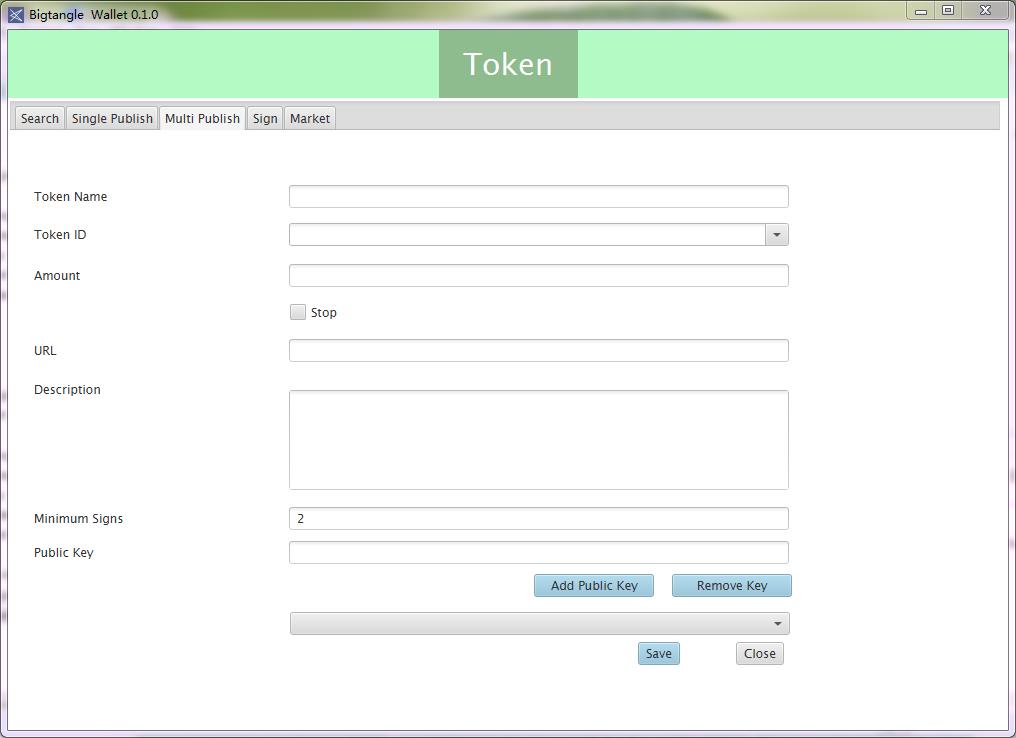 Bigtangle Wallet 0.1.0
Token
Search Single Publish Multi Publish Sign Market
Token Name
Token ID
Amount
Stop
URL
Description
Minimum Signs 2
Public Key
Add Public Key Remove Key
Save Close